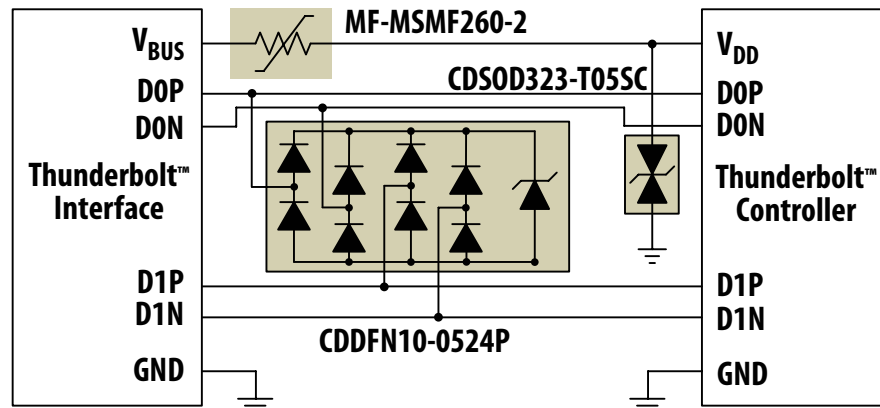 MF-MSMF260-2
VBUS
VDD
CDSOD323-T05SC
D0P
D0P
D0N
D0N
Thunderbolt™
Interface
Thunderbolt™
Controller
D1P
D1P
D1N
D1N
CDDFN10-0524P
GND
GND